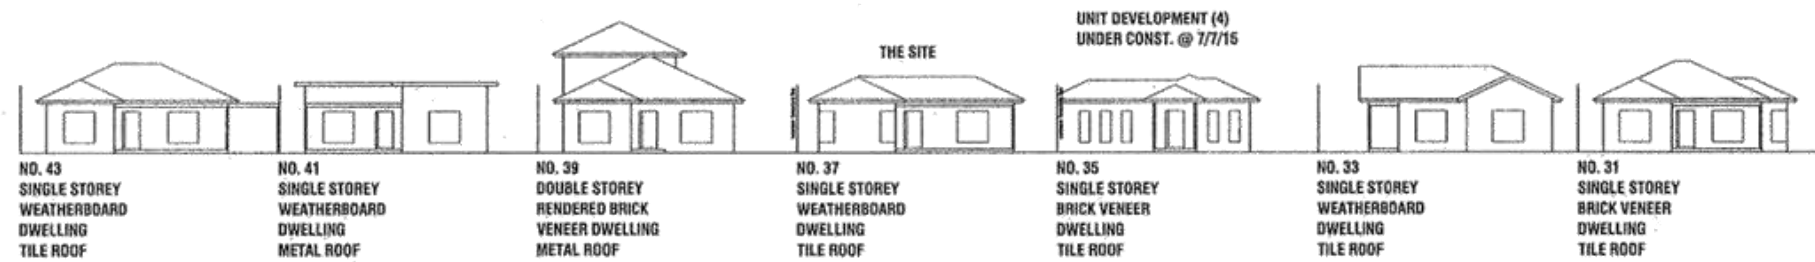 UNIT DEVELOPMENT (4)
UNDER CONST. @ 7/7/15
THE SITE
NO. 43
SINGLE STOREY
WEATHERBOARD
DWELLING
TILE ROOF
NO. 41
SINGLE STOREY
WEATHERBOARD
DWELLING
METAL ROOF
NO. 39
DOUBLE STOREY
RENDERED BRICK
VENEER DWELLING
METAL ROOF
NO. 37
SINGLE STOREY
WEATHERBOARD
DWELLING
TILE ROOF
NO. 35
SINGLE STOREY
BRICK VENEER
DWELLING
TILE ROOF
NO. 33
SINGLE STOREY
WEATHERBOARD
DWELLING
TILE ROOF
NO. 31
SINGLE STOREY
BRICK VENEER
DWELLING
TILE ROOF